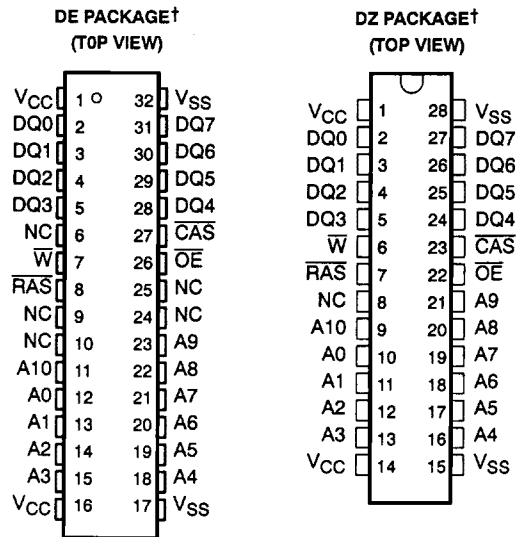 DE PACKAGE†
(TOP VIEW)
VCC 1 32 VSS
DQ0 2 31 DQ7
DQ1 3 30 DQ6
DQ2 4 29 DQ5
DQ3 5 28 DQ4
NC 6 27 C̅A̅S̅
W̅ 7 26 O̅E̅
R̅A̅S̅ 8 25 NC
NC 9 24 NC
NC 10 23 A9
A10 11 22 A8
A0 12 21 A7
A1 13 20 A6
A2 14 19 A5
A3 15 18 A4
VCC 16 17 VSS
DZ PACKAGE†
(TOP VIEW)
VCC 1 28 VSS
DQ0 2 27 DQ7
DQ1 3 26 DQ6
DQ2 4 25 DQ5
DQ3 5 24 DQ4
W̅ 6 23 C̅A̅S̅
R̅A̅S̅ 7 22 O̅E̅
NC 8 21 A9
A10 9 20 A8
A0 10 19 A7
A1 11 18 A6
A2 12 17 A5
A3 13 16 A4
VCC 14 15 VSS